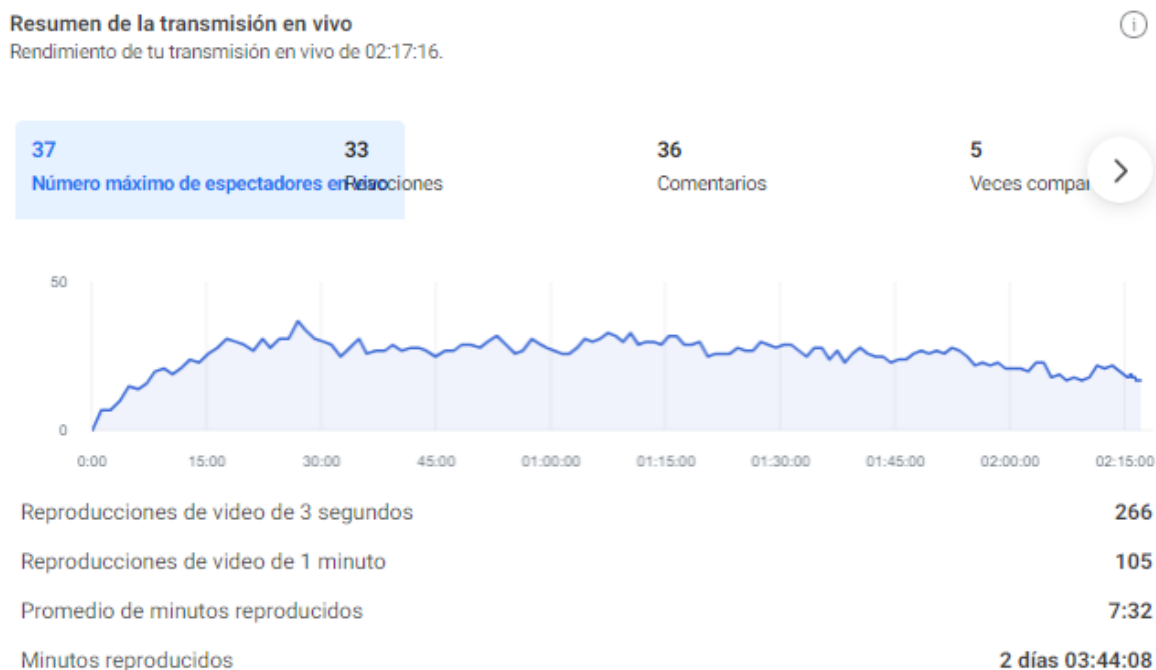 Resumen de la transmisión en vivo
Rendimiento de tu transmisión en vivo de 02:17:16.
37 33 36 5
Número máximo de espectadores en vivo Reacciones Comentarios Veces compar
50
0
0:00 15:00 30:00 45:00 01:00:00 01:15:00 01:30:00 01:45:00 02:00:00 02:15:00
Reproducciones de video de 3 segundos 266
Reproducciones de video de 1 minuto 105
Promedio de minutos reproducidos 7:32
Minutos reproducidos 2 días 03:44:08